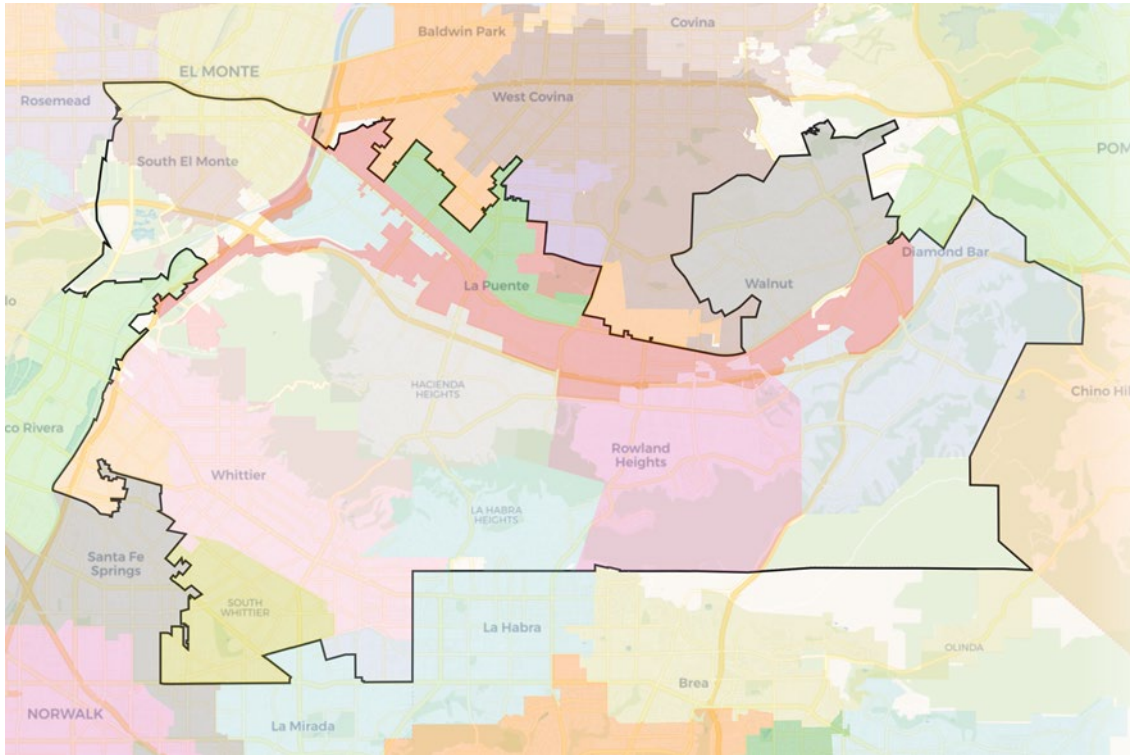 Covina
Baldwin Park
EL MONTE
Rosemead
West Covina
POM
South El Monte
Diamond Bar
La Puente
Walnut
lo
HACIENDA
HEIGHTS
Chino Hil
co Rivera
Rowland
Heights
Whittier
LA HABRA
HEIGHTS
Santa Fe
Springs
SOUTH
WHITTIER
La Habra
OLINDA
Brea
NORWALK
La Mirada